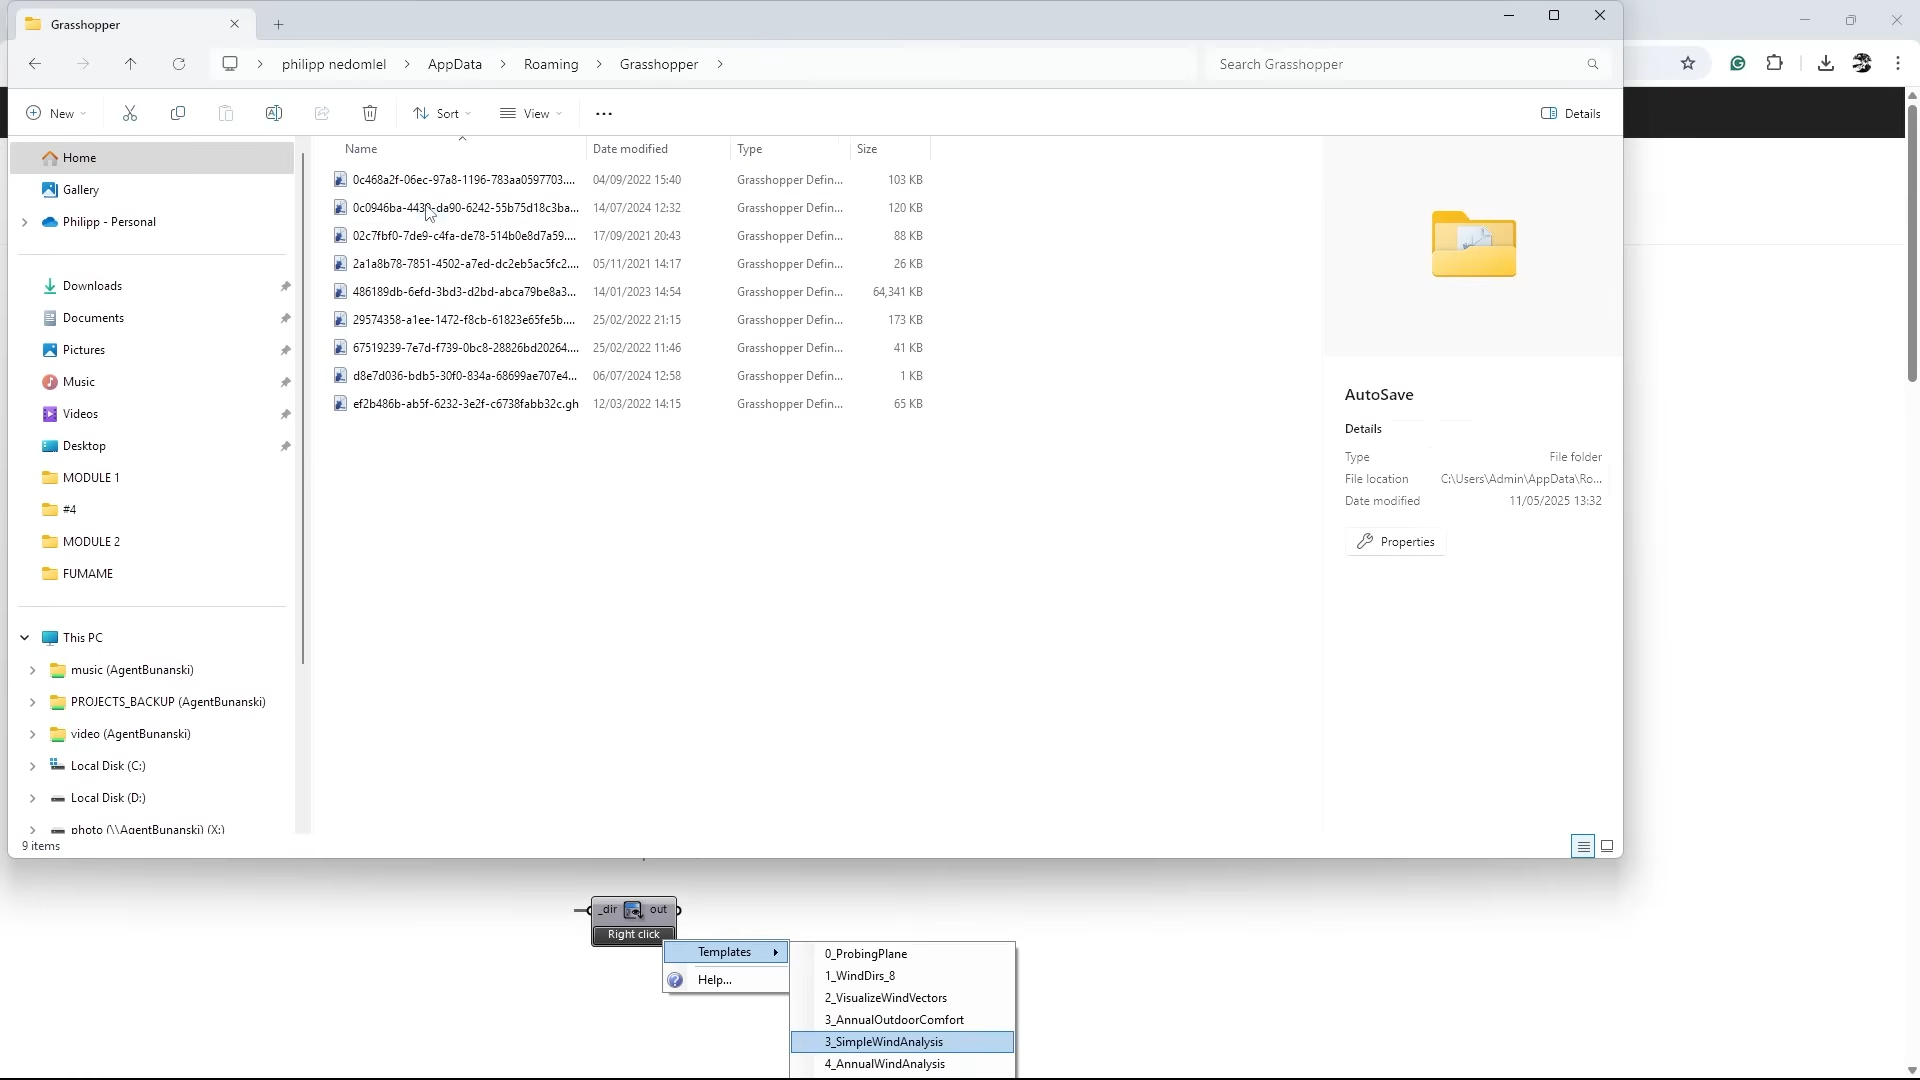 Grasshopper
philipp nedomlel > AppData > Roaming > Grasshopper >
Search Grasshopper
New
Sort
View
Details
Name
Date modified
Type
Size
0c468a2f-06ec-97a8-1196-783aa0597703.... 04/09/2022 15:40 Grasshopper Defin... 103 KB
0c0946ba-4439-da90-6242-55b75d18c3ba... 14/07/2024 12:32 Grasshopper Defin... 120 KB
02c7fbf0-7de9-c4fa-de78-514b0e8d7a59.... 17/09/2021 20:43 Grasshopper Defin... 88 KB
2a1a8b78-7851-4502-a7ed-dc2eb5ac5fc2.... 05/11/2021 14:17 Grasshopper Defin... 26 KB
486189db-6efd-3bd3-d2bd-abca79be8a3... 14/01/2023 14:54 Grasshopper Defin... 64,341 KB
29574358-a1ee-1472-f8cb-61823e65fe5b.... 25/02/2022 21:15 Grasshopper Defin... 173 KB
67519239-7e7d-f739-0bc8-28826bd20264.... 25/02/2022 11:46 Grasshopper Defin... 41 KB
d8e7d036-bdb5-30f0-834a-68699ae707e4... 06/07/2024 12:58 Grasshopper Defin... 1 KB
ef2b486b-ab5f-6232-3e2f-c6738fabb32c.gh 12/03/2022 14:15 Grasshopper Defin... 65 KB
Home
Gallery
Philipp - Personal
Downloads
Documents
Pictures
Music
Videos
Desktop
MODULE 1
#4
MODULE 2
FUMAME
This PC
music (AgentBunanski)
PROJECTS_BACKUP (AgentBunanski)
video (AgentBunanski)
Local Disk (C:)
Local Disk (D:)
photo (\\AgentBunanski) (X:)
9 items
AutoSave
Details
Type File folder
File location C:\Users\Admin\AppData\Ro...
Date modified 11/05/2025 13:32
Properties
_dir out
Right click
Templates
Help...
0_ProbingPlane
1_WindDirs_8
2_VisualizeWindVectors
3_AnnualOutdoorComfort
3_SimpleWindAnalysis
4_AnnualWindAnalysis